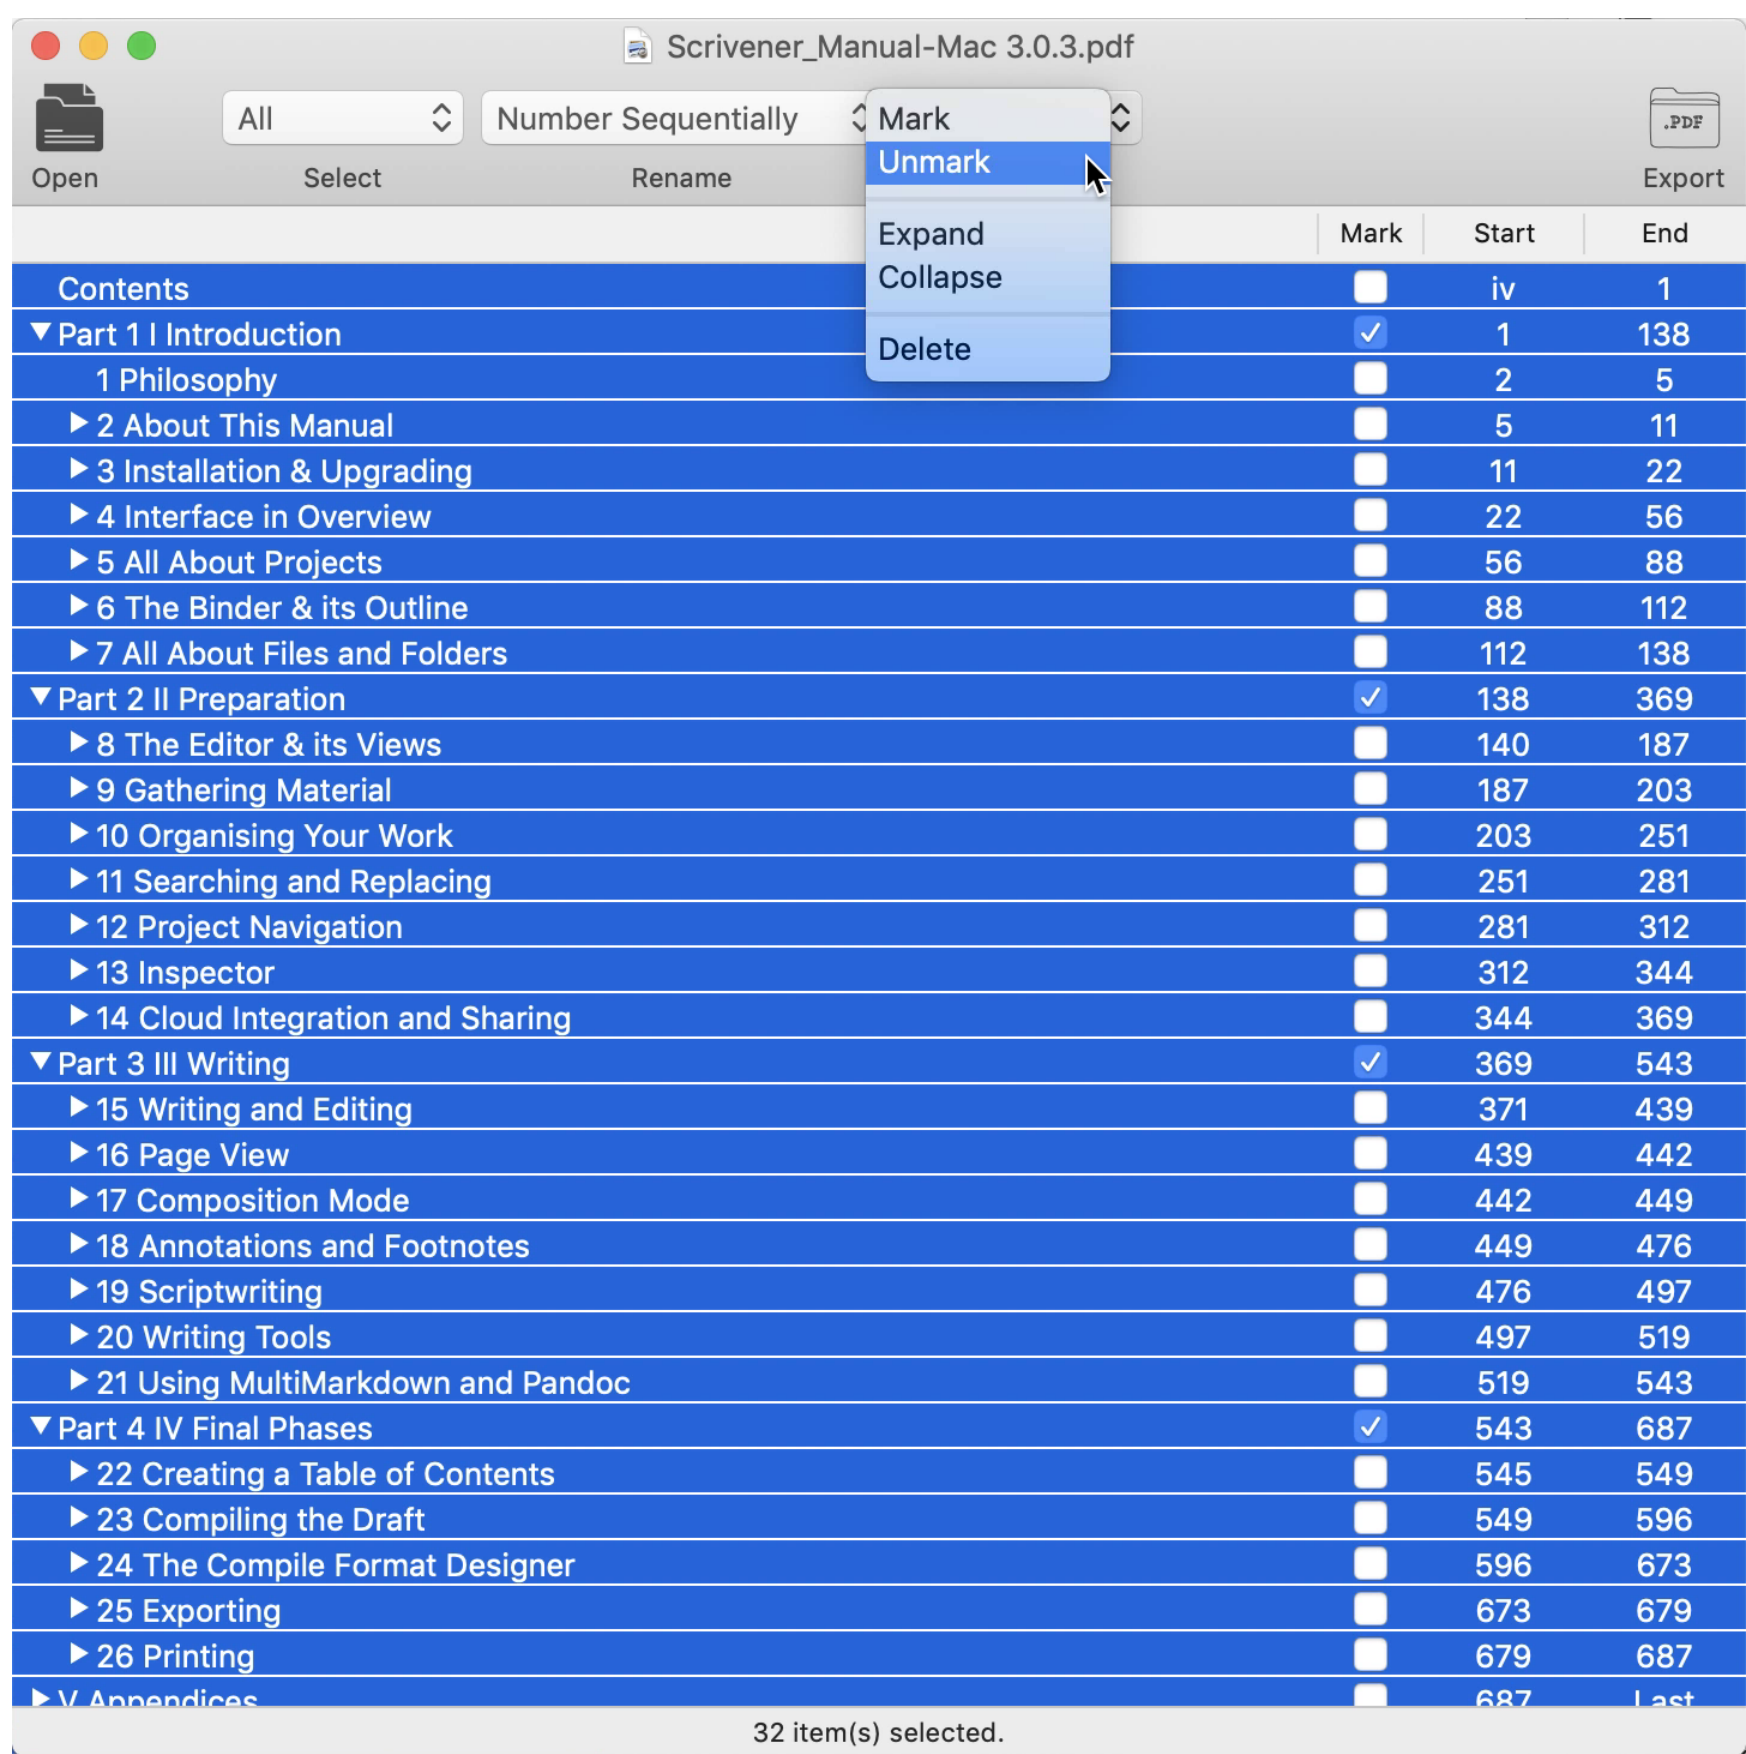 Scrivener_Manual-Mac 3.0.3.pdf
All Number Sequentially Mark .PDF
Unmark
Open Select Rename Export
Expand Mark Start End
Collapse
Delete
Contents iv 1
Part 1 I Introduction 1 138
1 Philosophy 2 5
2 About This Manual 5 11
3 Installation & Upgrading 11 22
4 Interface in Overview 22 56
5 All About Projects 56 88
6 The Binder & its Outline 88 112
7 All About Files and Folders 112 138
Part 2 II Preparation 138 369
8 The Editor & its Views 140 187
9 Gathering Material 187 203
10 Organising Your Work 203 251
11 Searching and Replacing 251 281
12 Project Navigation 281 312
13 Inspector 312 344
14 Cloud Integration and Sharing 344 369
Part 3 III Writing 369 543
15 Writing and Editing 371 439
16 Page View 439 442
17 Composition Mode 442 449
18 Annotations and Footnotes 449 476
19 Scriptwriting 476 497
20 Writing Tools 497 519
21 Using MultiMarkdown and Pandoc 519 543
Part 4 IV Final Phases 543 687
22 Creating a Table of Contents 545 549
23 Compiling the Draft 549 596
24 The Compile Format Designer 596 673
25 Exporting 673 679
26 Printing 679 687
V Appendices 687 Last
32 item(s) selected.